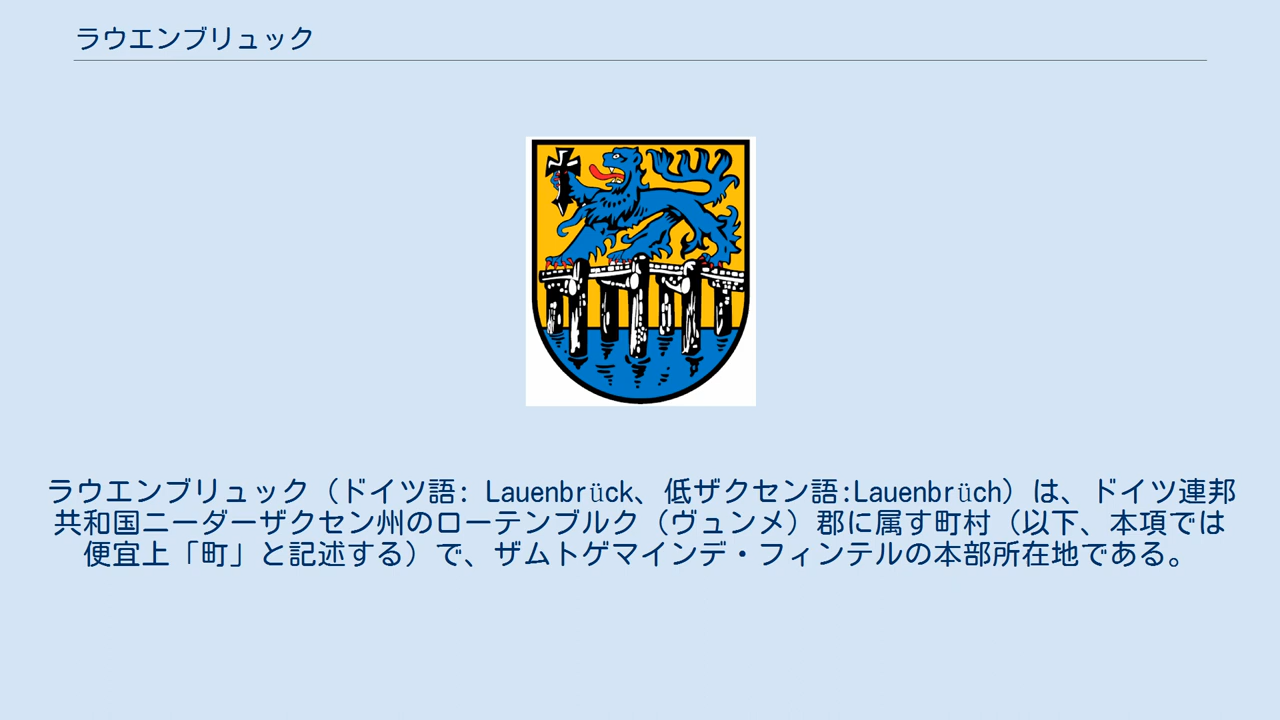 ラウエンブリュック
ラウエンブリュック（ドイツ語: Lauenbrück、低ザクセン語:Lauenbrüch）は、ドイツ連邦
共和国ニーダーザクセン州のローテンブルク（ヴュンメ）郡に属す町村（以下、本項では
便宜上「町」と記述する）で、ザムトゲマインデ・フィンテルの本部所在地である。